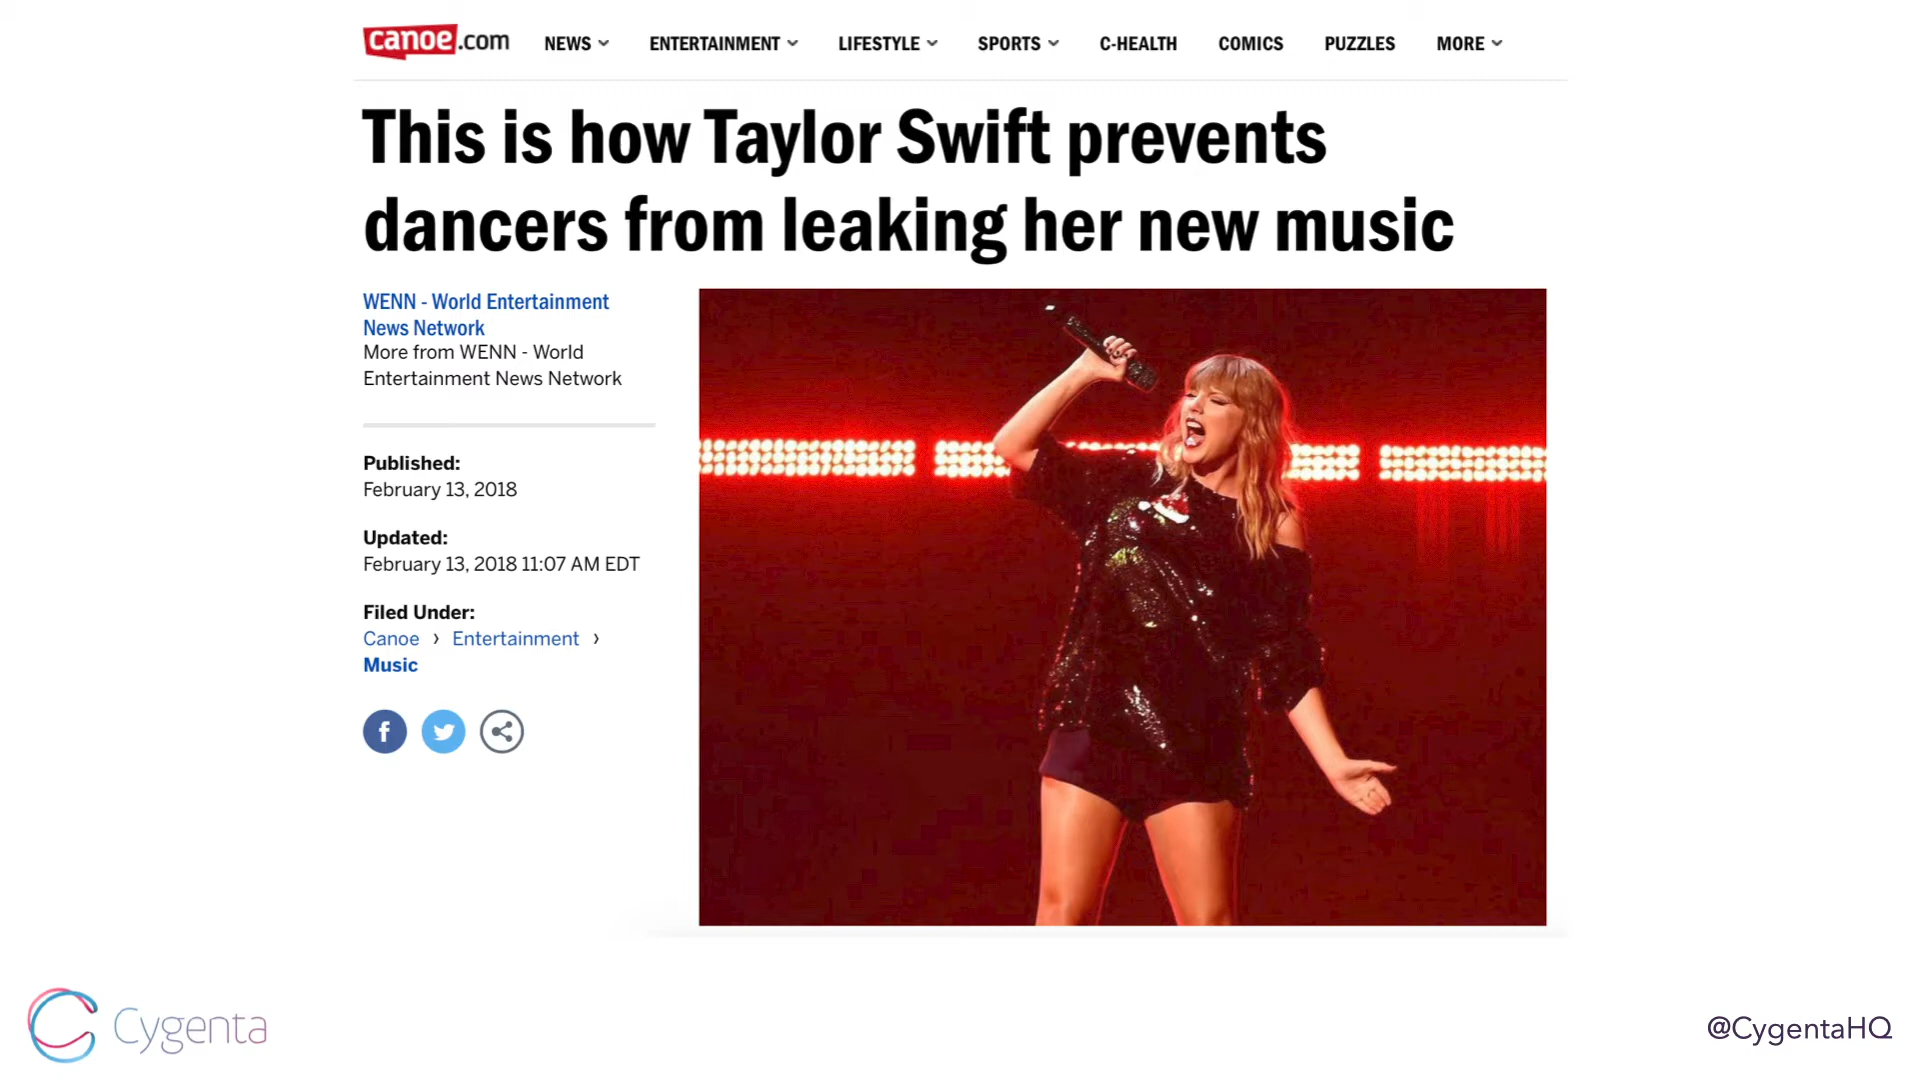 canoe.com NEWS ENTERTAINMENT LIFESTYLE SPORTS C-HEALTH COMICS PUZZLES MORE
This is how Taylor Swift prevents
dancers from leaking her new music
WENN - World Entertainment
News Network
More from WENN - World
Entertainment News Network
Published:
February 13, 2018
Updated:
February 13, 2018 11:07 AM EDT
Filed Under:
Canoe › Entertainment ›
Music
Cygenta
@CygentaHQ